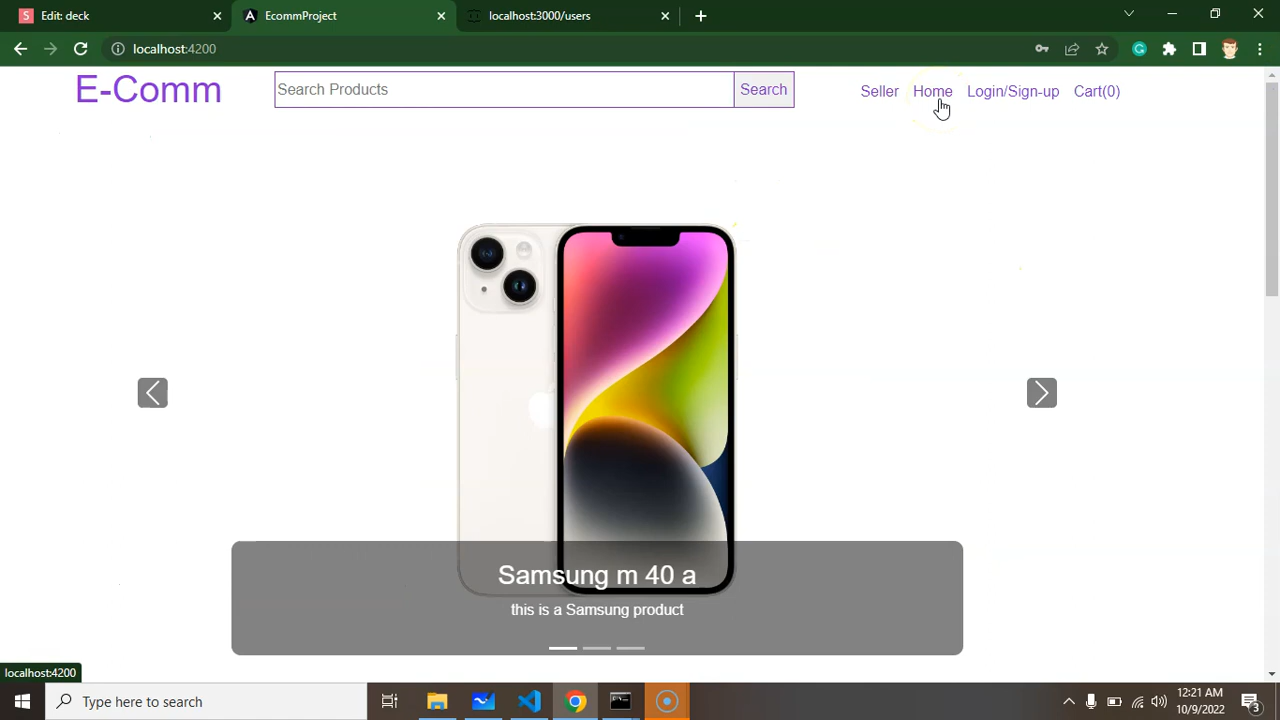 Edit: deck
EcommProject
localhost:3000/users
localhost:4200
E-Comm
Search Products
Search
Seller
Home
Login/Sign-up
Cart(0)
Samsung m 40 a
this is a Samsung product
localhost:4200
Type here to search
12:21 AM
10/9/2022
3